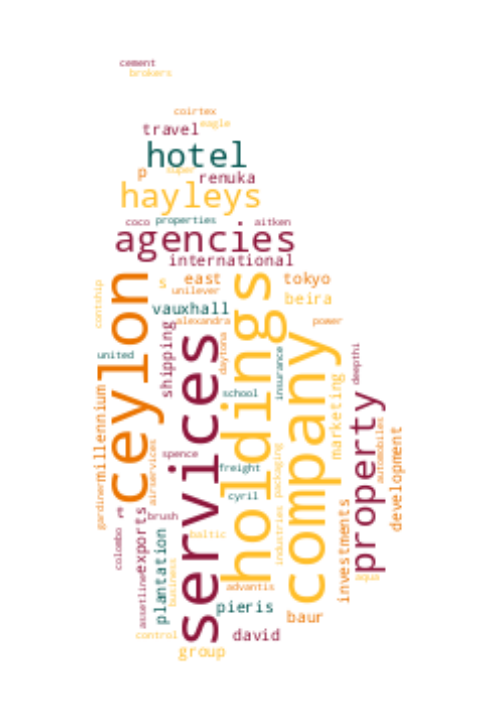 cement
brokers
coirtex
eagle
travel
hotel
super
p
renuka
hayleys
coco
properties
aitken
agencies
international
contship
ceylon
s
east
unilever
tokyo
beira
vauxhall
alexandra
power
holdings
shipping
services
daytona
company
united
insurance
deepthi
school
marketing
property
millennium
gardiner
automobiles
development
airservices
spence
freight
packaging
cyril
industries
investments
colombo
exports
brush
baltic
plantation
assetline
business
advantis
aqua
pieris
baur
control
david
group